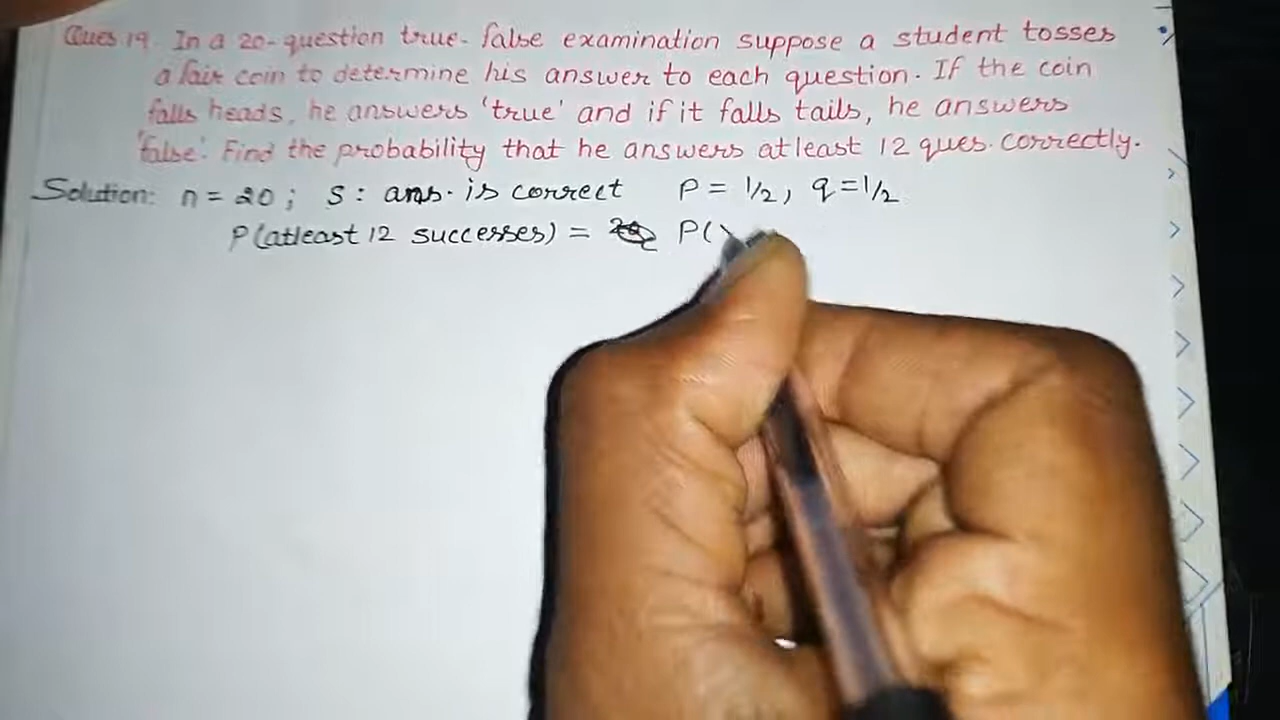 Ques 19. In a 20-question true-false examination suppose a student tosses
a fair coin to determine his answer to each question. If the coin
falls heads, he answers 'true' and if it falls tails, he answers
'false'. Find the probability that he answers atleast 12 ques. correctly.
Solution: n = 20 ; S : ans. is correct P = 1/2, q = 1/2
P(atleast 12 successes) = P(